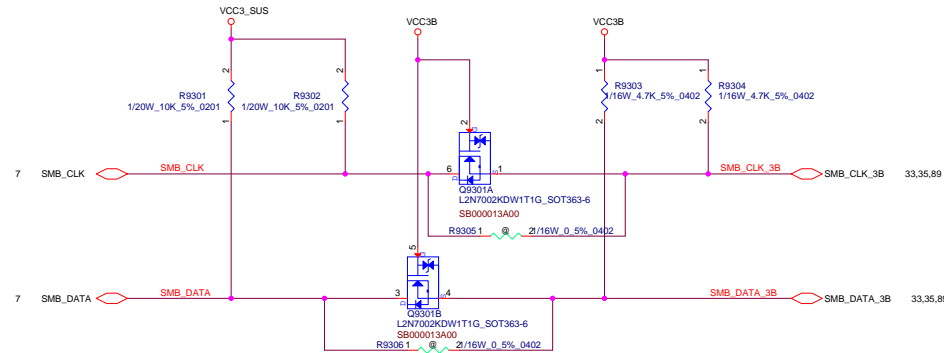 VCC3_SUS
VCC3B
VCC3B
2
2
1
1
R9301
1/20W_10K_5%_0201
R9302
1/20W_10K_5%_0201
R9303
1/16W_4.7K_5%_0402
R9304
1/16W_4.7K_5%_0402
1
1
2
2
2
G
7 SMB_CLK SMB_CLK 6 D S 1 SMB_CLK_3B SMB_CLK_3B 33,35,89
Q9301A
L2N7002KDW1T1G_SOT363-6
SB000013A00
R9305 1 @ 2 1/16W_0_5%_0402
5
G
7 SMB_DATA SMB_DATA 3 D S 4 SMB_DATA_3B SMB_DATA_3B 33,35,89
Q9301B
L2N7002KDW1T1G_SOT363-6
SB000013A00
R9306 1 @ 2 1/16W_0_5%_0402